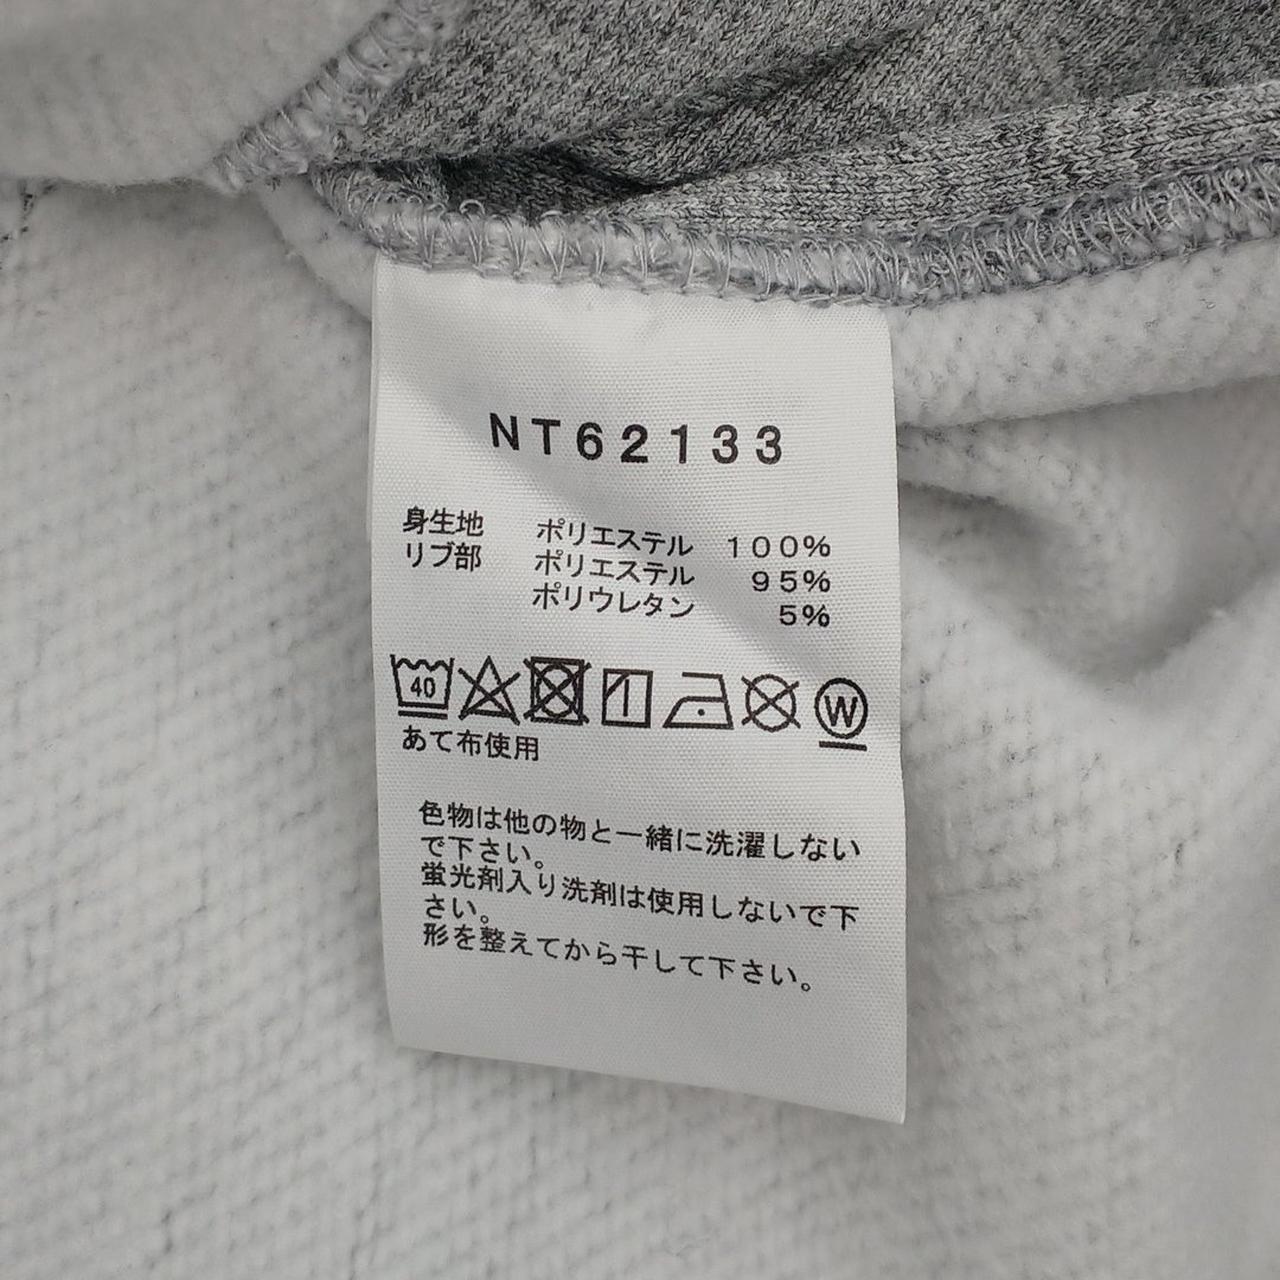 NT62133
身生地 ポリエステル 100%
リブ部 ポリエステル 95%
ポリウレタン 5%
40 W
あて布使用
色物は他の物と一緒に洗濯しない
で下さい。
蛍光剤入り洗剤は使用しないで下
さい。
形を整えてから干して下さい。